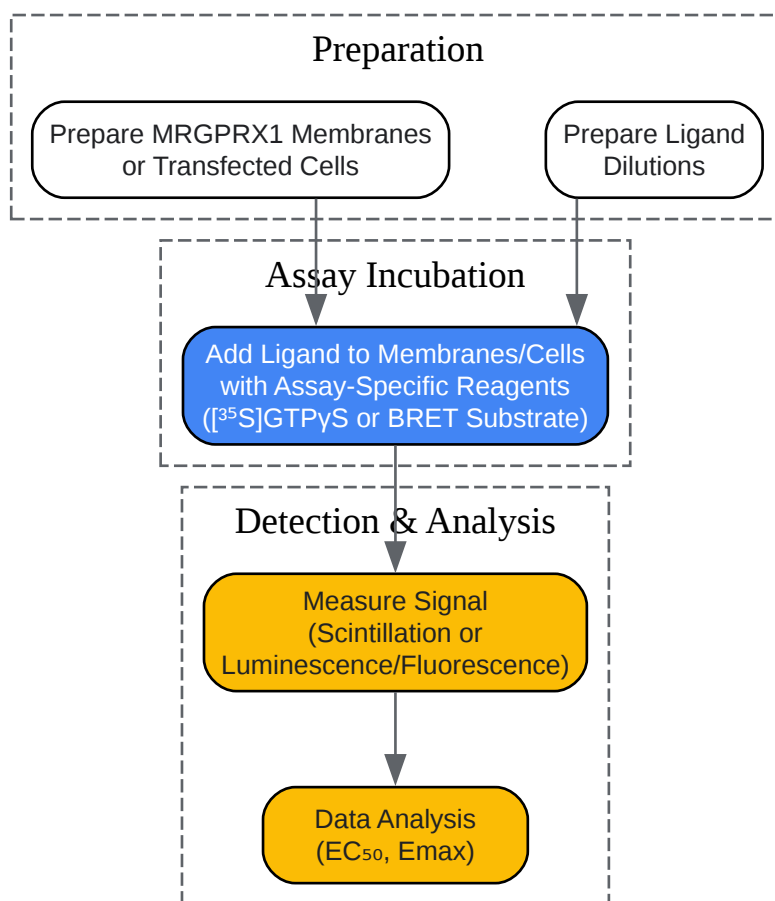 Preparation
Prepare MRGPRX1 Membranes
or Transfected Cells
Prepare Ligand
Dilutions
Assay Incubation
Add Ligand to Membranes/Cells
with Assay-Specific Reagents
([³⁵S]GTPγS or BRET Substrate)
Detection & Analysis
Measure Signal
(Scintillation or
Luminescence/Fluorescence)
Data Analysis
(EC₅₀, Emax)